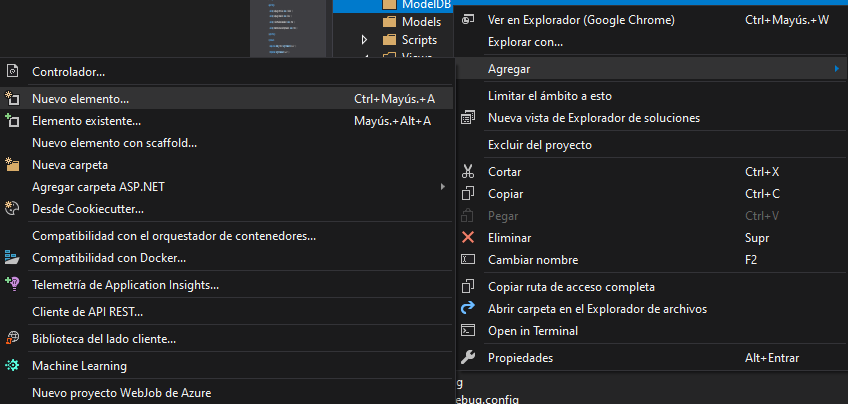 ModelDB
Models
Scripts
Views
Ver en Explorador (Google Chrome) Ctrl+Mayús.+W
Explorar con...
Agregar
Limitar el ámbito a esto
Nueva vista de Explorador de soluciones
Excluir del proyecto
Cortar Ctrl+X
Copiar Ctrl+C
Pegar Ctrl+V
Eliminar Supr
Cambiar nombre F2
Copiar ruta de acceso completa
Abrir carpeta en el Explorador de archivos
Open in Terminal
Propiedades Alt+Entrar
g
ebug.config
Controlador...
Nuevo elemento... Ctrl+Mayús.+A
Elemento existente... Mayús.+Alt+A
Nuevo elemento con scaffold...
Nueva carpeta
Agregar carpeta ASP.NET
Desde Cookiecutter...
Compatibilidad con el orquestador de contenedores...
Compatibilidad con Docker...
Telemetría de Application Insights...
Cliente de API REST...
Biblioteca del lado cliente...
Machine Learning
Nuevo proyecto WebJob de Azure